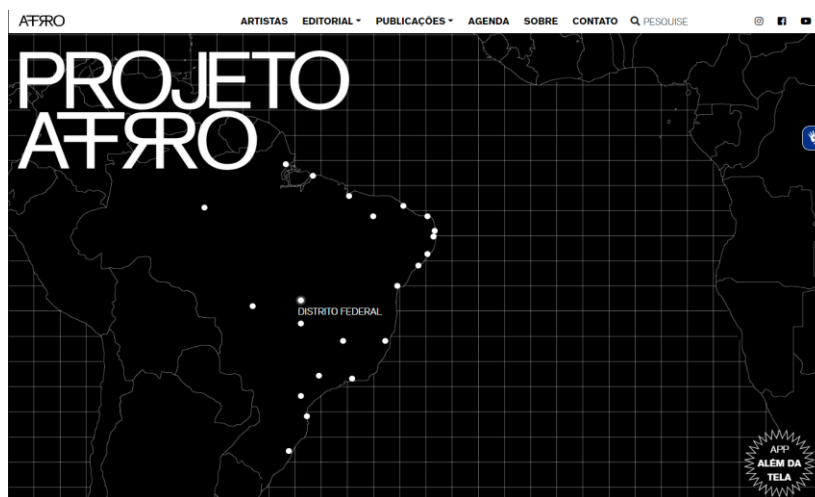 AFRO
ARTISTAS EDITORIAL PUBLICAÇÕES AGENDA SOBRE CONTATO PESQUISE
PROJETO
AFRO
DISTRITO FEDERAL
APP
ALÉM DA
TELA